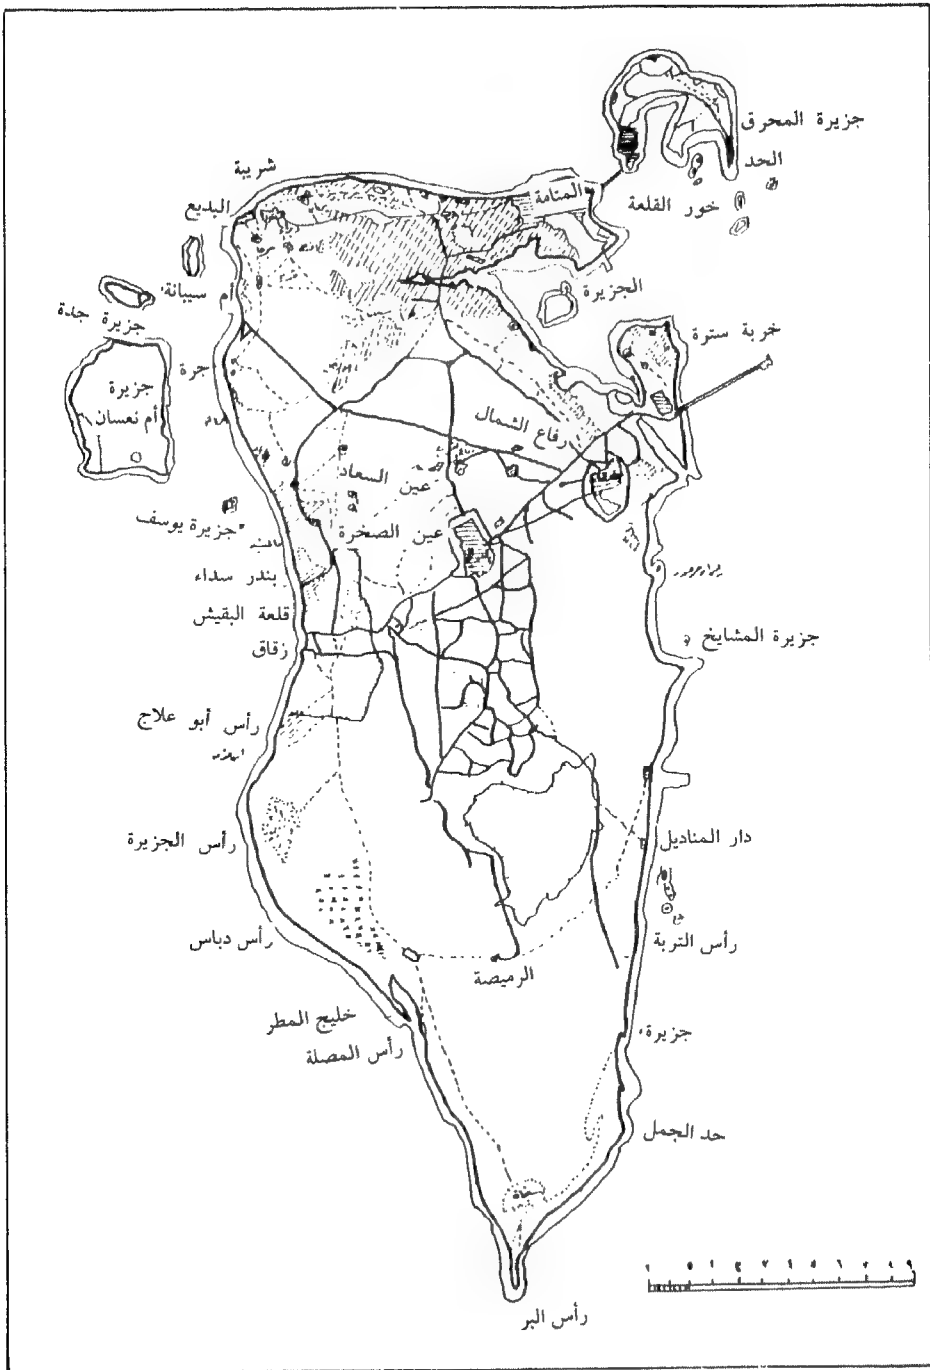 جزيرة المحرق
الحد
شريبة
المنامة
خور القلعة
البديع
الجزيرة
أم سبيانة
جزيرة جدة
خربة سترة
حرة
جزيرة
أم نعسان
رفاع الشمال
عين السعاد
جزيرة يوسف
عين الصخرة
بندر سداء
قلعة البقيش
جزيرة المشايخ
زقاق
رأس أبو علاج
دار المناديل
رأس الجزيرة
رأس التربة
رأس دباس
الرميصة
خليج المطر
جزيرة
رأس المصلة
حد الجمل
رأس البر